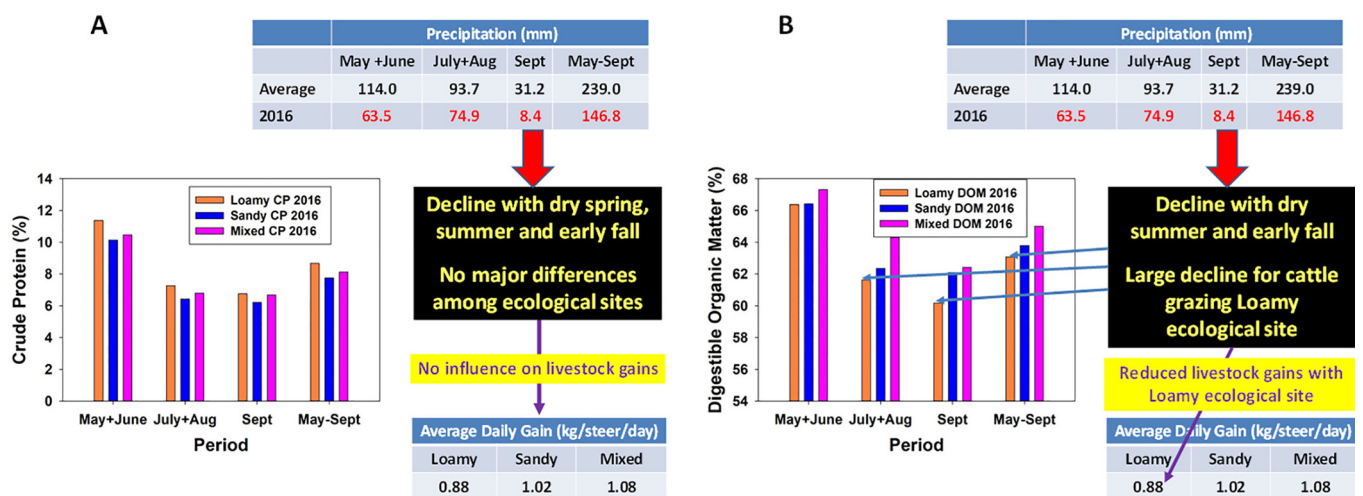 A
Precipitation (mm)
May +June July+Aug Sept May-Sept
Average 114.0 93.7 31.2 239.0
2016 63.5 74.9 8.4 146.8
Crude Protein (%)
14
12
10
8
6
4
2
0
Loamy CP 2016
Sandy CP 2016
Mixed CP 2016
May+June July+Aug Sept May-Sept
Period
Decline with dry spring,
summer and early fall
No major differences
among ecological sites
No influence on livestock gains
Average Daily Gain (kg/steer/day)
Loamy Sandy Mixed
0.88 1.02 1.08
B
Precipitation (mm)
May +June July+Aug Sept May-Sept
Average 114.0 93.7 31.2 239.0
2016 63.5 74.9 8.4 146.8
Digestible Organic Matter (%)
68
66
64
62
60
58
56
54
Loamy DOM 2016
Sandy DOM 2016
Mixed DOM 2016
May+June July+Aug Sept May-Sept
Period
Decline with dry
summer and early fall
Large decline for cattle
grazing Loamy
ecological site
Reduced livestock gains with
Loamy ecological site
Average Daily Gain (kg/steer/day)
Loamy Sandy Mixed
0.88 1.02 1.08